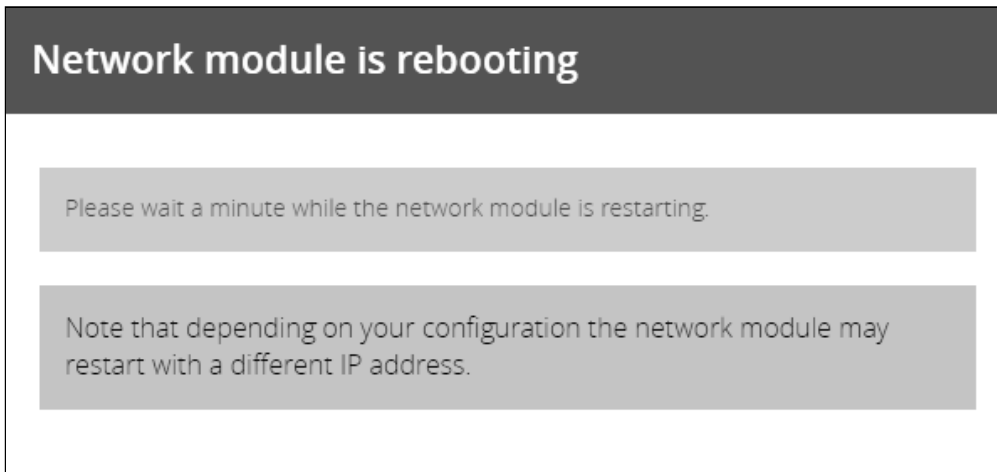 Network module is rebooting
Please wait a minute while the network module is restarting.
Note that depending on your configuration the network module may
restart with a different IP address.